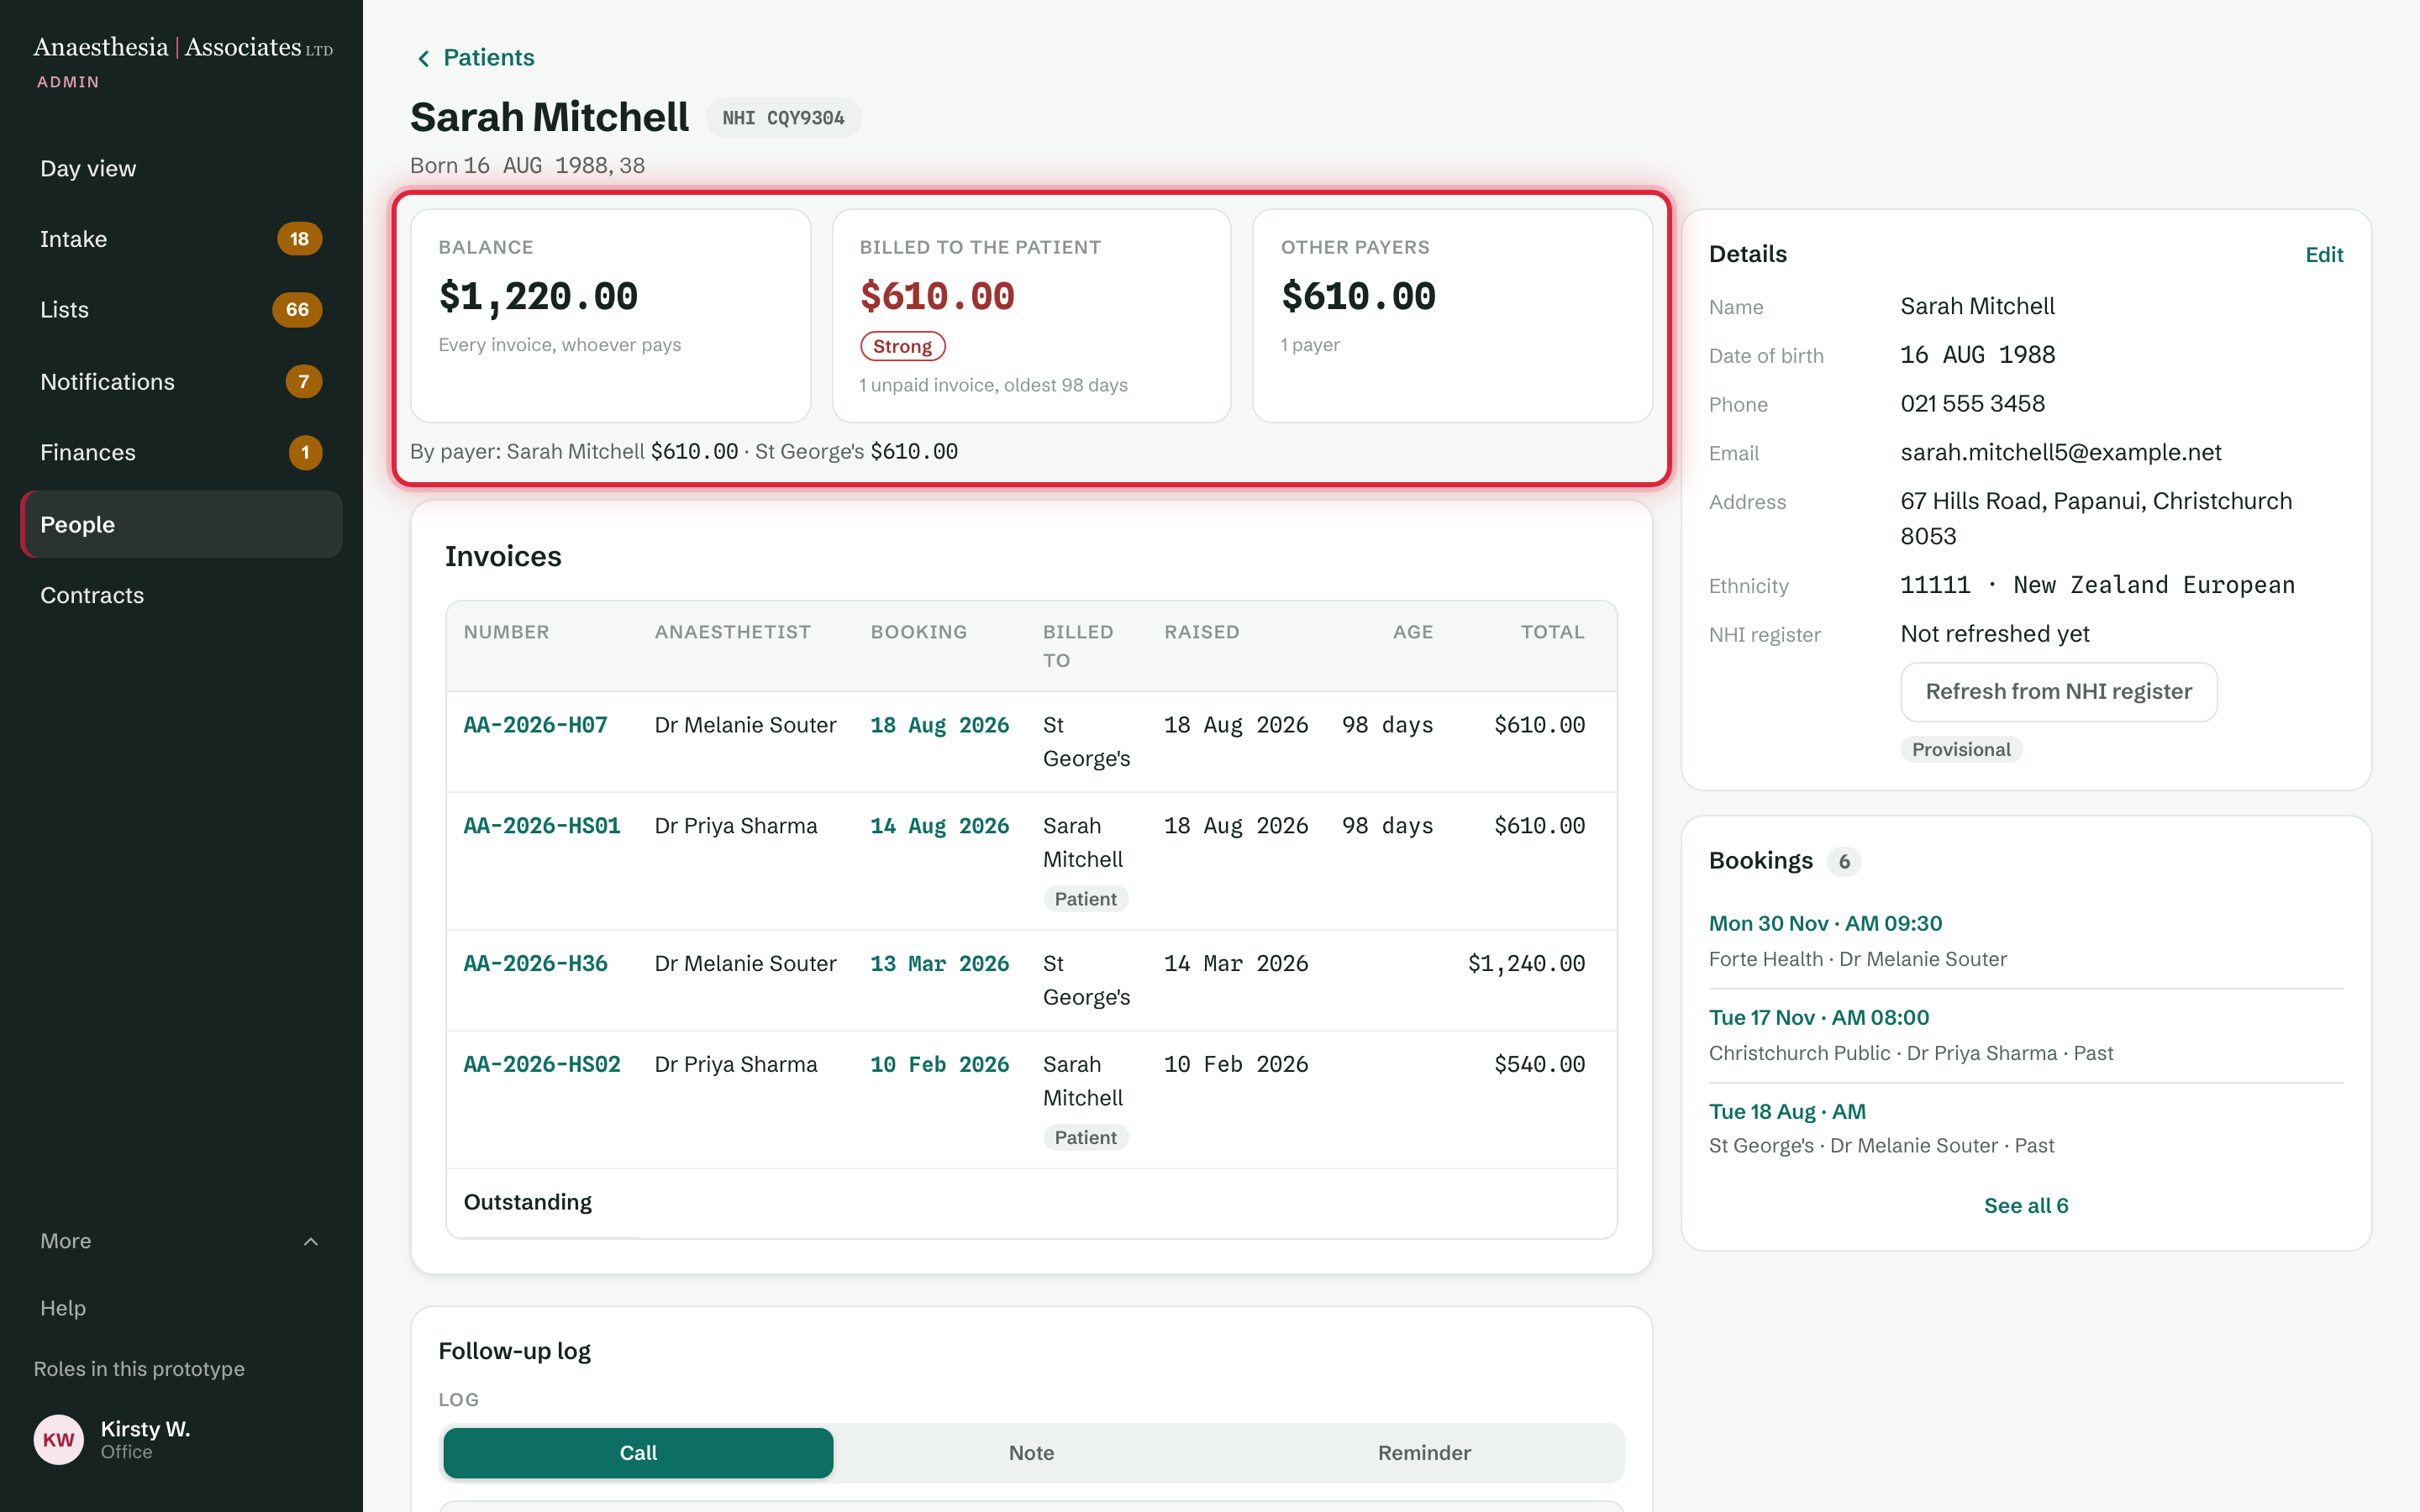 Anaesthesia | Associates LTD
ADMIN
Day view
Intake 18
Lists 66
Notifications 7
Finances 1
People
Contracts
More
Help
Roles in this prototype
KW
Kirsty W.
Office
Patients
Sarah Mitchell NHI CQY9304
Born 16 AUG 1988, 38
BALANCE
$1,220.00
Every invoice, whoever pays
BILLED TO THE PATIENT
$610.00
Strong
1 unpaid invoice, oldest 98 days
OTHER PAYERS
$610.00
1 payer
By payer: Sarah Mitchell $610.00 · St George's $610.00
Invoices
NUMBER ANAESTHETIST BOOKING BILLED TO RAISED AGE TOTAL
AA-2026-H07 Dr Melanie Souter 18 Aug 2026 St George's 18 Aug 2026 98 days $610.00
AA-2026-HS01 Dr Priya Sharma 14 Aug 2026 Sarah Mitchell Patient 18 Aug 2026 98 days $610.00
AA-2026-H36 Dr Melanie Souter 13 Mar 2026 St George's 14 Mar 2026 $1,240.00
AA-2026-HS02 Dr Priya Sharma 10 Feb 2026 Sarah Mitchell Patient 10 Feb 2026 $540.00
Outstanding
Follow-up log
LOG
Call Note Reminder
Details Edit
Name Sarah Mitchell
Date of birth 16 AUG 1988
Phone 021 555 3458
Email sarah.mitchell5@example.net
Address 67 Hills Road, Papanui, Christchurch
8053
Ethnicity 11111 · New Zealand European
NHI register Not refreshed yet
Refresh from NHI register
Provisional
Bookings 6
Mon 30 Nov · AM 09:30
Forte Health · Dr Melanie Souter
Tue 17 Nov · AM 08:00
Christchurch Public · Dr Priya Sharma · Past
Tue 18 Aug · AM
St George's · Dr Melanie Souter · Past
See all 6